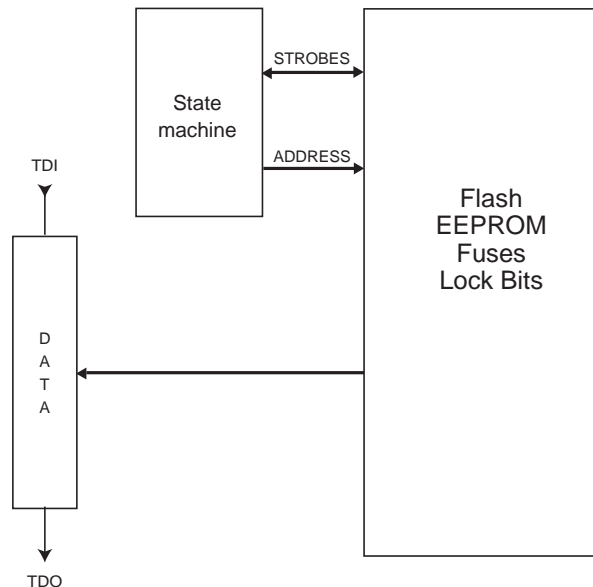 STROBES
State
machine
ADDRESS
TDI
Flash
EEPROM
Fuses
Lock Bits
D
A
T
A
TDO